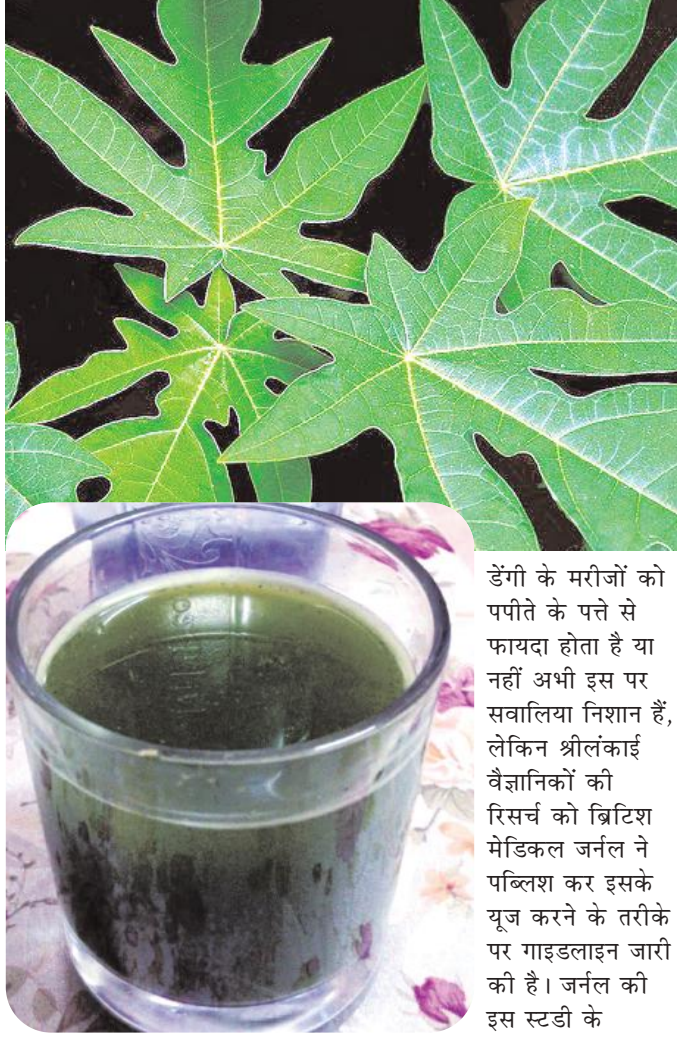 डेंगी के मरीजों को
पपीते के पत्ते से
फायदा होता है या
नहीं अभी इस पर
सवालिया निशान हैं,
लेकिन श्रीलंकाई
वैज्ञानिकों की
रिसर्च को ब्रिटिश
मेडिकल जर्नल ने
पब्लिश कर इसके
यूज करने के तरीके
पर गाइडलाइन जारी
की है। जर्नल की
इस स्टडी के